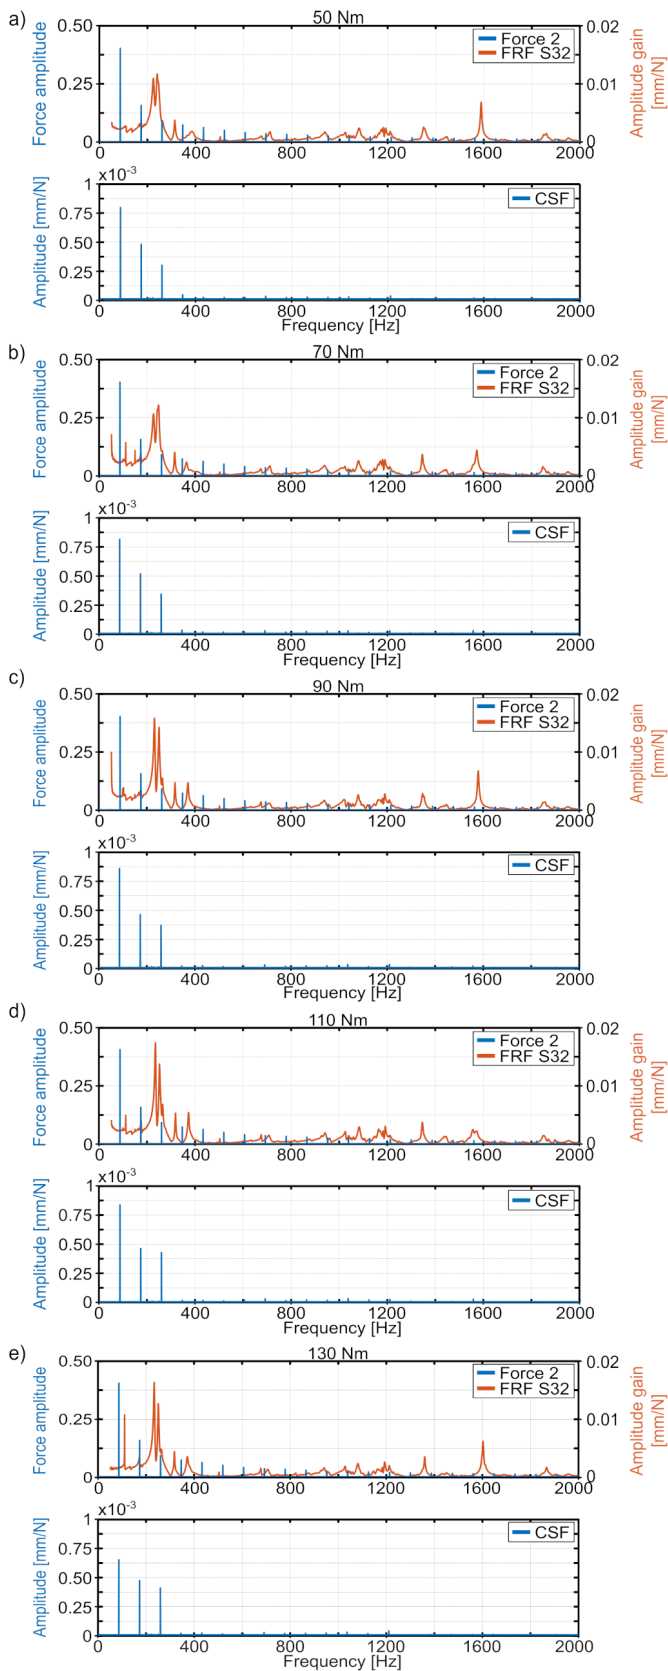 a)
50 Nm
0.50
0.25
0
Force amplitude
Force 2
FRF S32
0.02
0.01
0
Amplitude gain
[mm/N]
0 400 800 1200 1600 2000
x10-3
1
0.75
0.50
0.25
0
Amplitude [mm/N]
CSF
0 400 800 1200 1600 2000
Frequency [Hz]
b)
70 Nm
0.50
0.25
0
Force amplitude
Force 2
FRF S32
0.02
0.01
0
Amplitude gain
[mm/N]
0 400 800 1200 1600 2000
x10-3
1
0.75
0.50
0.25
0
Amplitude [mm/N]
CSF
0 400 800 1200 1600 2000
Frequency [Hz]
c)
90 Nm
0.50
0.25
0
Force amplitude
Force 2
FRF S32
0.02
0.01
0
Amplitude gain
[mm/N]
0 400 800 1200 1600 2000
x10-3
1
0.75
0.50
0.25
0
Amplitude [mm/N]
CSF
0 400 800 1200 1600 2000
Frequency [Hz]
d)
110 Nm
0.50
0.25
0
Force amplitude
Force 2
FRF S32
0.02
0.01
0
Amplitude gain
[mm/N]
0 400 800 1200 1600 2000
x10-3
1
0.75
0.50
0.25
0
Amplitude [mm/N]
CSF
0 400 800 1200 1600 2000
Frequency [Hz]
e)
130 Nm
0.50
0.25
0
Force amplitude
Force 2
FRF S32
0.02
0.01
0
Amplitude gain
[mm/N]
0 400 800 1200 1600 2000
x10-3
1
0.75
0.50
0.25
0
Amplitude [mm/N]
CSF
0 400 800 1200 1600 2000
Frequency [Hz]